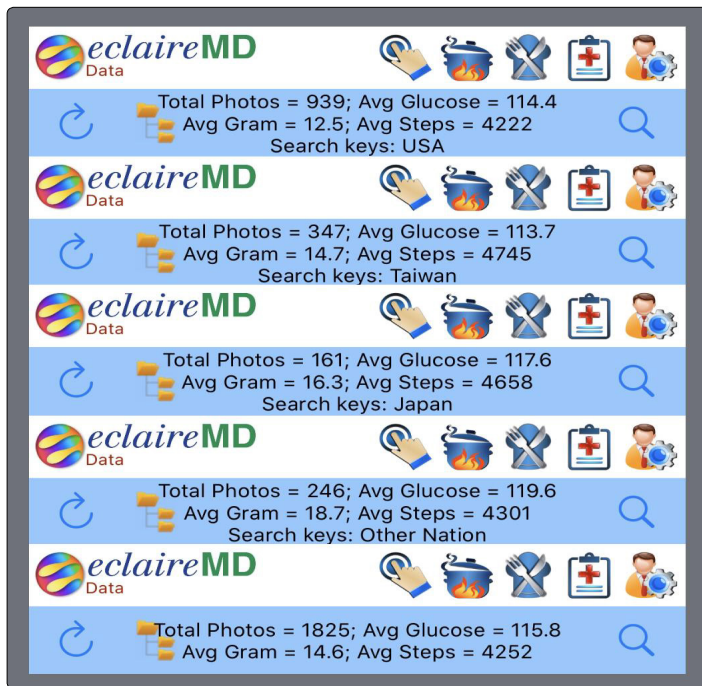 eclaireMD
Data
Total Photos = 939; Avg Glucose = 114.4
Avg Gram = 12.5; Avg Steps = 4222
Search keys: USA
eclaireMD
Data
Total Photos = 347; Avg Glucose = 113.7
Avg Gram = 14.7; Avg Steps = 4745
Search keys: Taiwan
eclaireMD
Data
Total Photos = 161; Avg Glucose = 117.6
Avg Gram = 16.3; Avg Steps = 4658
Search keys: Japan
eclaireMD
Data
Total Photos = 246; Avg Glucose = 119.6
Avg Gram = 18.7; Avg Steps = 4301
Search keys: Other Nation
eclaireMD
Data
Total Photos = 1825; Avg Glucose = 115.8
Avg Gram = 14.6; Avg Steps = 4252